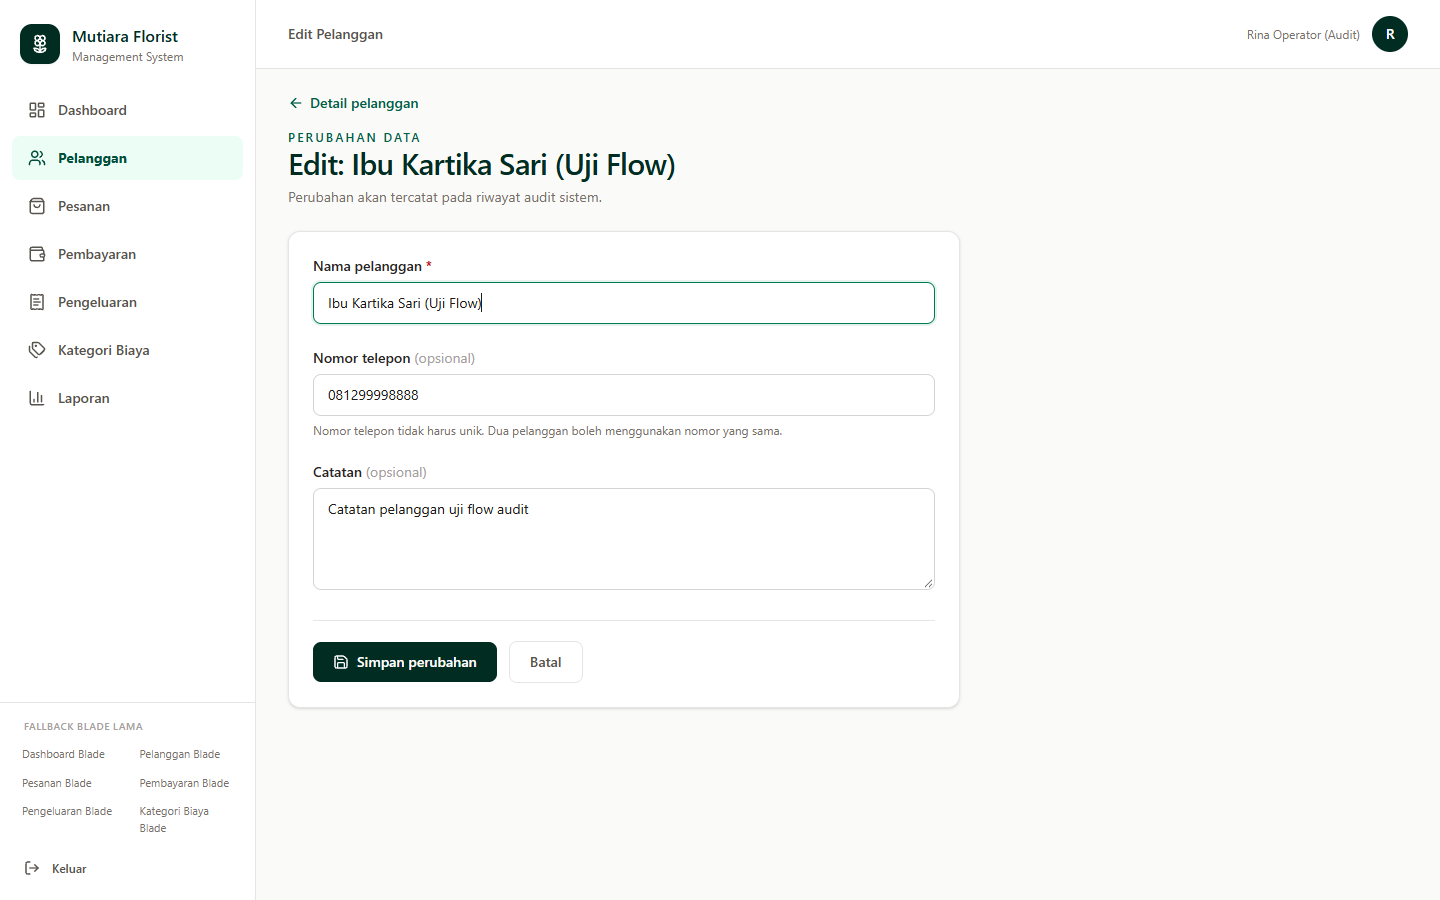 Mutiara Florist
Management System
Dashboard
Pelanggan
Pesanan
Pembayaran
Pengeluaran
Kategori Biaya
Laporan
FALLBACK BLADE LAMA
Dashboard Blade
Pelanggan Blade
Pesanan Blade
Pembayaran Blade
Pengeluaran Blade
Kategori Biaya
Blade
Keluar
Edit Pelanggan
Rina Operator (Audit)
R
Detail pelanggan
PERUBAHAN DATA
Edit: Ibu Kartika Sari (Uji Flow)
Perubahan akan tercatat pada riwayat audit sistem.
Nama pelanggan *
Ibu Kartika Sari (Uji Flow)
Nomor telepon (opsional)
081299998888
Nomor telepon tidak harus unik. Dua pelanggan boleh menggunakan nomor yang sama.
Catatan (opsional)
Catatan pelanggan uji flow audit
Simpan perubahan
Batal